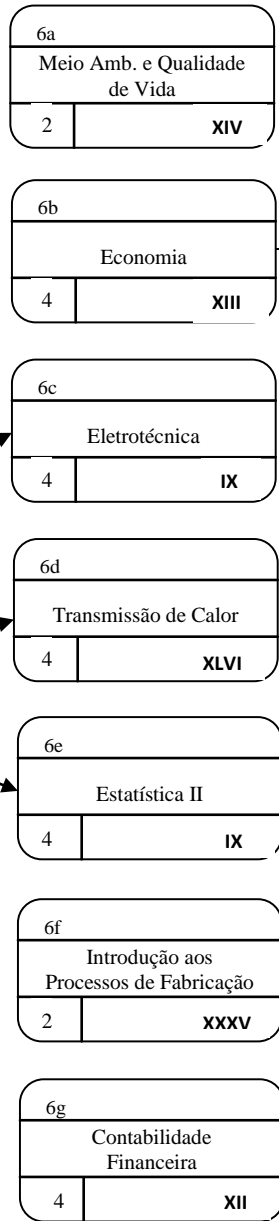 6a
Meio Amb. e Qualidade
de Vida
2 XIV
6b
Economia
4 XIII
6c
Eletrotécnica
4 IX
6d
Transmissão de Calor
4 XLVI
6e
Estatística II
4 IX
6f
Introdução aos
Processos de Fabricação
2 XXXV
6g
Contabilidade
Financeira
4 XII